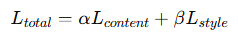 L_{total} = αL_{content} + βL_{style}